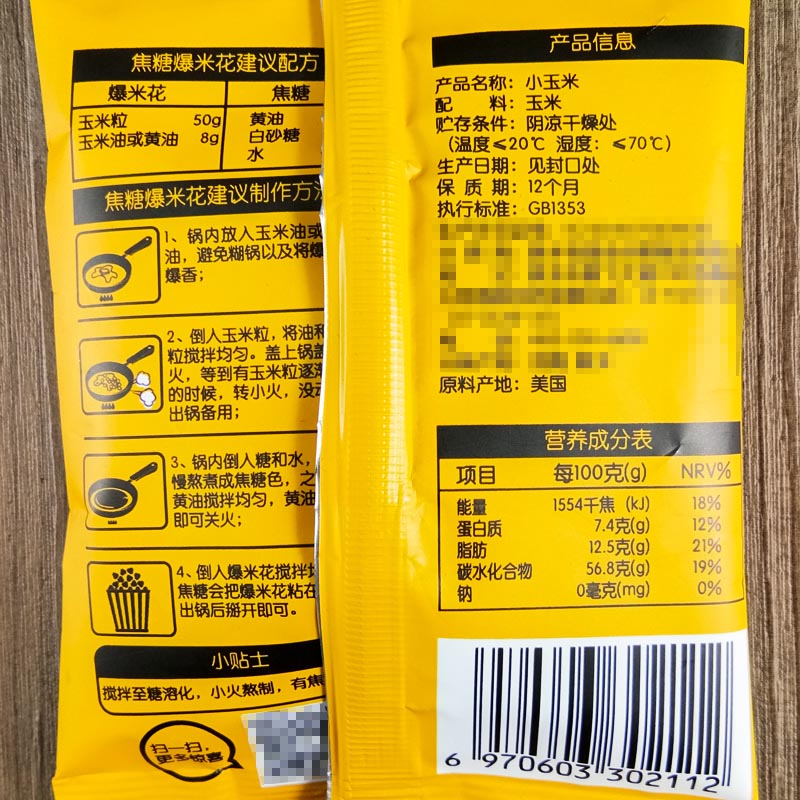 焦糖爆米花建议配方
爆米花 焦糖
玉米粒 50g 黄油
玉米油或黄油 8g 白砂糖
水
焦糖爆米花建议制作方法
1、锅内放入玉米油或
油，避免糊锅以及将爆
爆香；
2、倒入玉米粒，将油和
粒搅拌均匀。盖上锅盖
火，等到有玉米粒逐渐
的时候，转小火，没动
出锅备用；
3、锅内倒入糖和水，
慢熬煮成焦糖色，之
黄油搅拌均匀，黄油
即可关火；
4、倒入爆米花搅拌均
焦糖会把爆米花粘在
出锅后掰开即可。
小贴士
搅拌至糖溶化，小火熬制，有焦
扫一扫，
更多惊喜
产品信息
产品名称：小玉米
配 料：玉米
贮存条件：阴凉干燥处
（温度≤20℃ 湿度：≤70℃）
生产日期：见封口处
保 质 期：12个月
执行标准：GB1353
原料产地：美国
营养成分表
项目 每100克(g) NRV%
能量 1554千焦（kJ） 18%
蛋白质 7.4克(g) 12%
脂肪 12.5克(g) 21%
碳水化合物 56.8克(g) 19%
钠 0毫克(mg) 0%
6 970603 302112